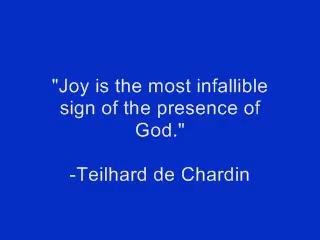 "Joy is the most infallible
sign of the presence of
God."
-Teilhard de Chardin